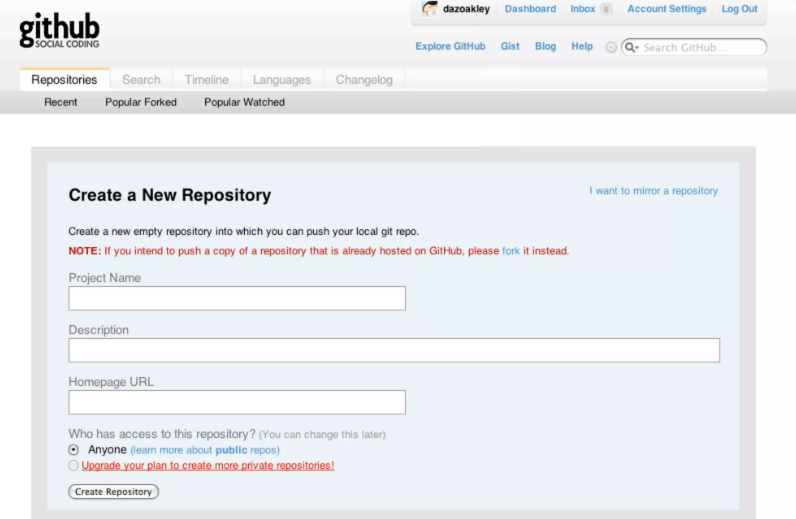 dazoakley Dashboard Inbox 0 Account Settings Log Out
github
SOCIAL CODING
Explore GitHub Gist Blog Help Search GitHub...
Repositories Search Timeline Languages Changelog
Recent Popular Forked Popular Watched
Create a New Repository
I want to mirror a repository
Create a new empty repository into which you can push your local git repo.
NOTE: If you intend to push a copy of a repository that is already hosted on GitHub, please fork it instead.
Project Name
Description
Homepage URL
Who has access to this repository? (You can change this later)
Anyone (learn more about public repos)
Upgrade your plan to create more private repositories!
Create Repository